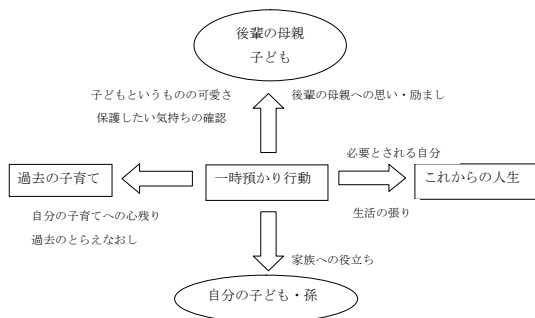 後輩の母親
子ども
子どもというものの可愛さ
保護したい気持ちの確認
後輩の母親への思い・励まし
必要とされる自分
過去の子育て
一時預かり行動
これからの人生
自分の子育てへの心残り
過去のとらえなおし
生活の張り
家族への役立ち
自分の子ども・孫